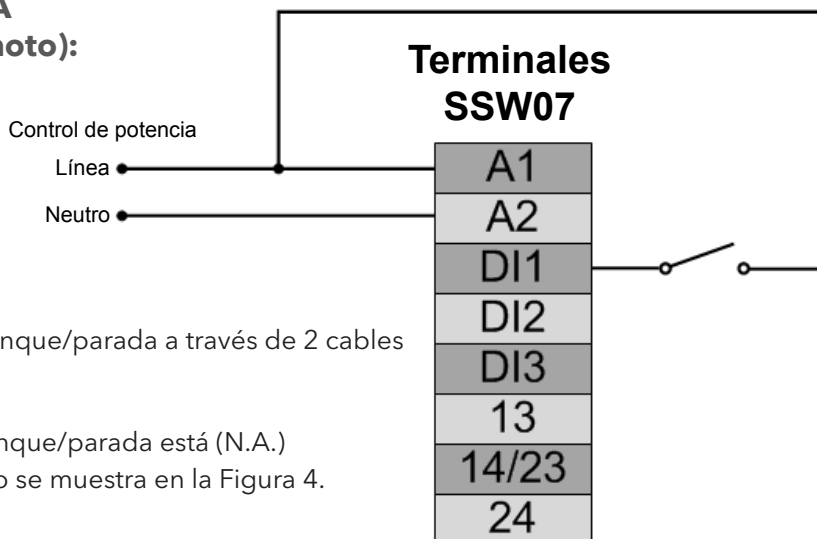 A
noto):
Terminales
SSW07
Control de potencia
Línea
Neutro
A1
A2
DI1
DI2
DI3
13
14/23
24
nque/parada a través de 2 cables
nque/parada está (N.A.)
o se muestra en la Figura 4.